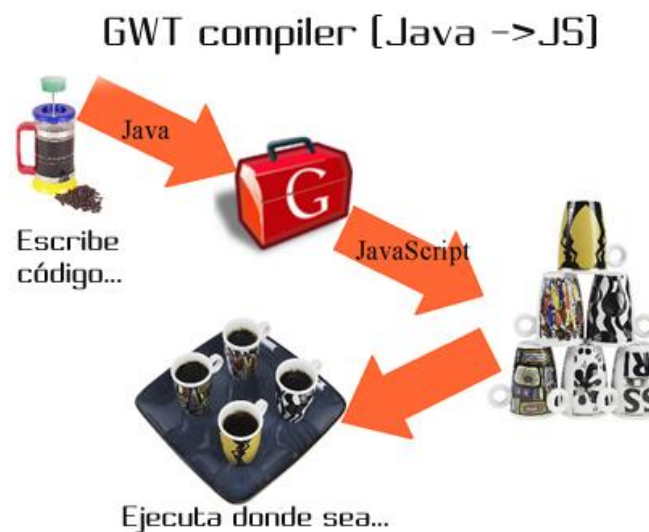 GWT compiler [Java ->JS]
Java
G
JavaScript
Escribe
código...
Ejecuta donde sea...